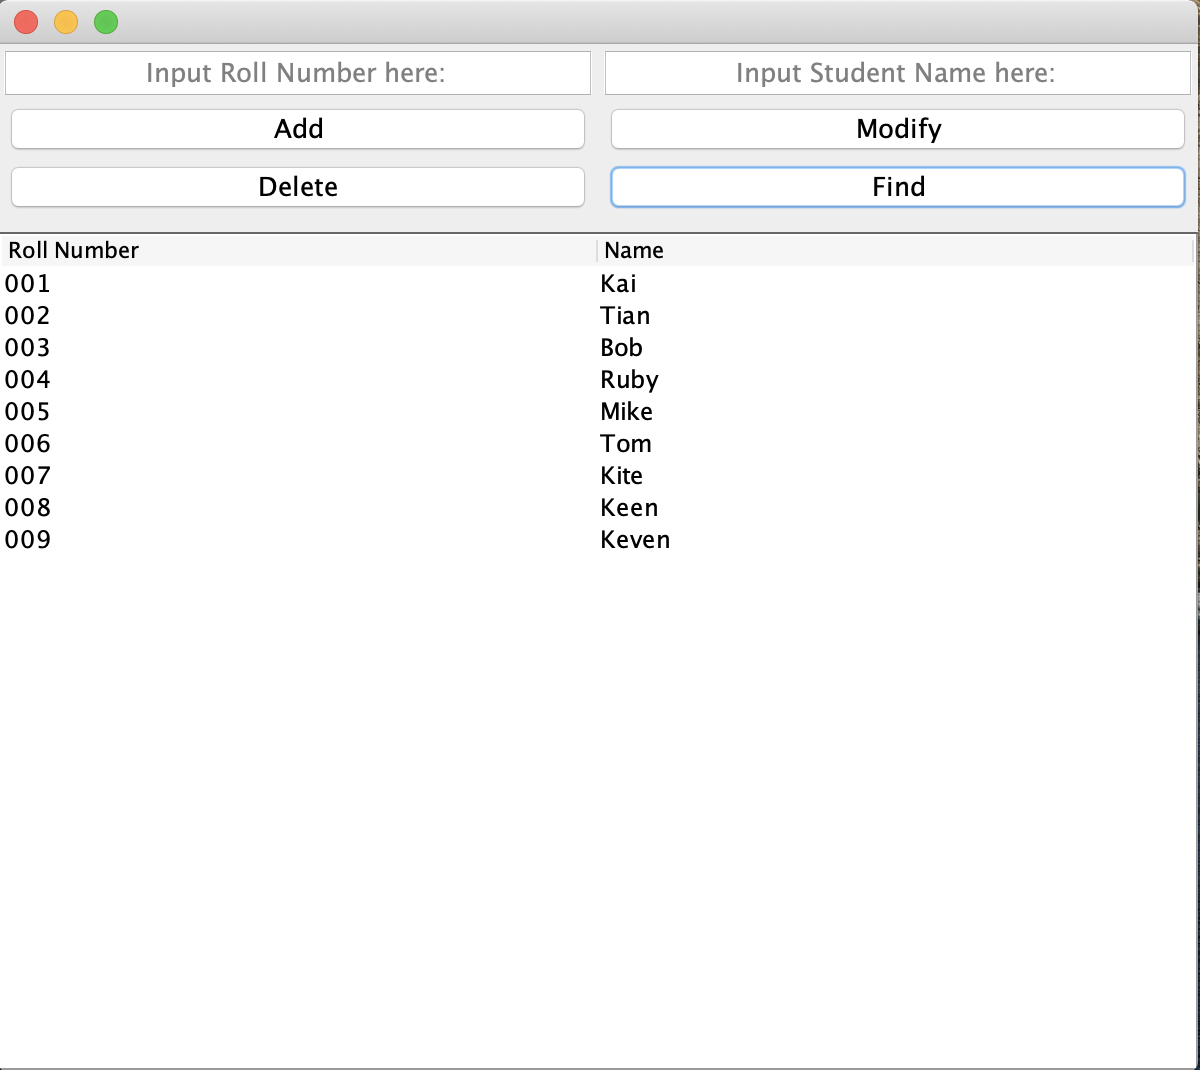 Input Roll Number here: Input Student Name here:
Add Modify
Delete Find
Roll Number Name
001 Kai
002 Tian
003 Bob
004 Ruby
005 Mike
006 Tom
007 Kite
008 Keen
009 Keven